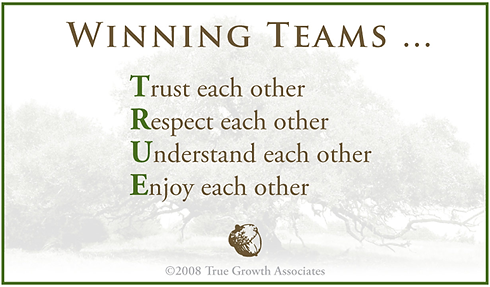 WINNING TEAMS ...
Trust each other
Respect each other
Understand each other
Enjoy each other
©2008 True Growth Associates